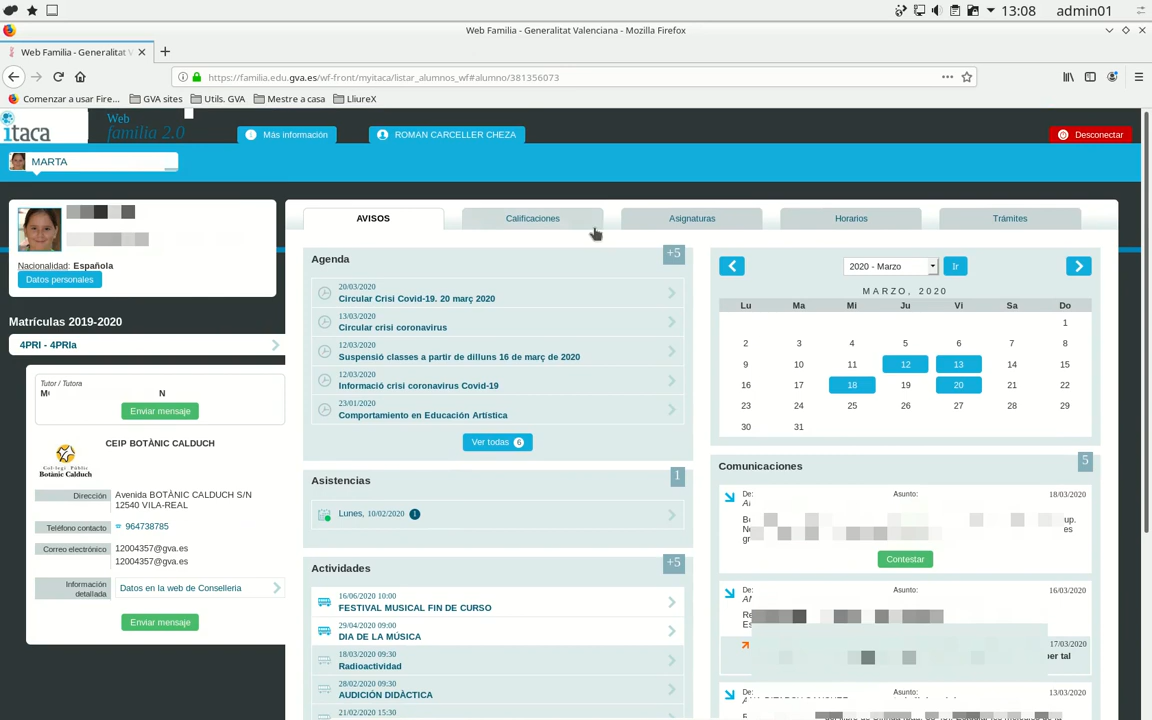 13:08 admin01
Web Familia - Generalitat Valenciana - Mozilla Firefox
Web Familia - Generalitat V
https://familia.edu.gva.es/wf-front/myitaca/listar_alumnos_wf#alumno/381356073
Comenzar a usar Fire... GVA sites Utils. GVA Mestre a casa LliureX
itaca
Web
familia 2.0
Más información
ROMAN CARCELLER CHEZA
Desconectar
MARTA
Nacionalidad: Española
Datos personales
Matrículas 2019-2020
4PRI - 4PRIa
Tutor / Tutora
N
Enviar mensaje
CEIP BOTÀNIC CALDUCH
Col·legi Públic
Botànic Calduch
Dirección Avenida BOTÀNIC CALDUCH S/N
12540 VILA-REAL
Teléfono contacto 964738785
Correo electrónico 12004357@gva.es
12004357@gva.es
Información
detallada
Datos en la web de Conselleria
Enviar mensaje
AVISOS Calificaciones Asignaturas Horarios Trámites
Agenda +5
20/03/2020
Circular Crisi Covid-19. 20 març 2020
13/03/2020
Circular crisi coronavirus
12/03/2020
Suspensió classes a partir de dilluns 16 de març de 2020
12/03/2020
Informació crisi coronavirus Covid-19
23/01/2020
Comportamiento en Educación Artística
Ver todas 6
Asistencias 1
Lunes, 10/02/2020 1
Actividades +5
16/06/2020 10:00
FESTIVAL MUSICAL FIN DE CURSO
29/04/2020 09:00
DIA DE LA MÚSICA
18/03/2020 09:30
Radioactividad
28/02/2020 09:30
AUDICIÓN DIDÀCTICA
21/02/2020 15:30
2020 - Marzo Ir
MARZO, 2020
Lu Ma Mi Ju Vi Sa Do
1
2 3 4 5 6 7 8
9 10 11 12 13 14 15
16 17 18 19 20 21 22
23 24 25 26 27 28 29
30 31
Comunicaciones 5
De: Asunto: 18/03/2020
up.
es
Contestar
De: Asunto: 17/03/2020
17/03/2020
per tal
De: Asunto: 13/03/2020